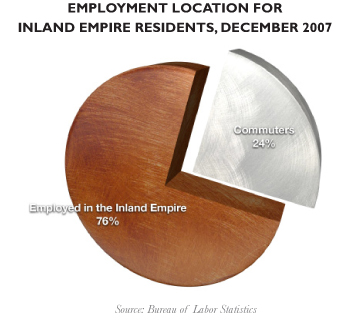 EMPLOYMENT LOCATION FOR
INLAND EMPIRE RESIDENTS, DECEMBER 2007
Commuters
24%
Employed in the Inland Empire
76%
Source: Bureau of Labor Statistics